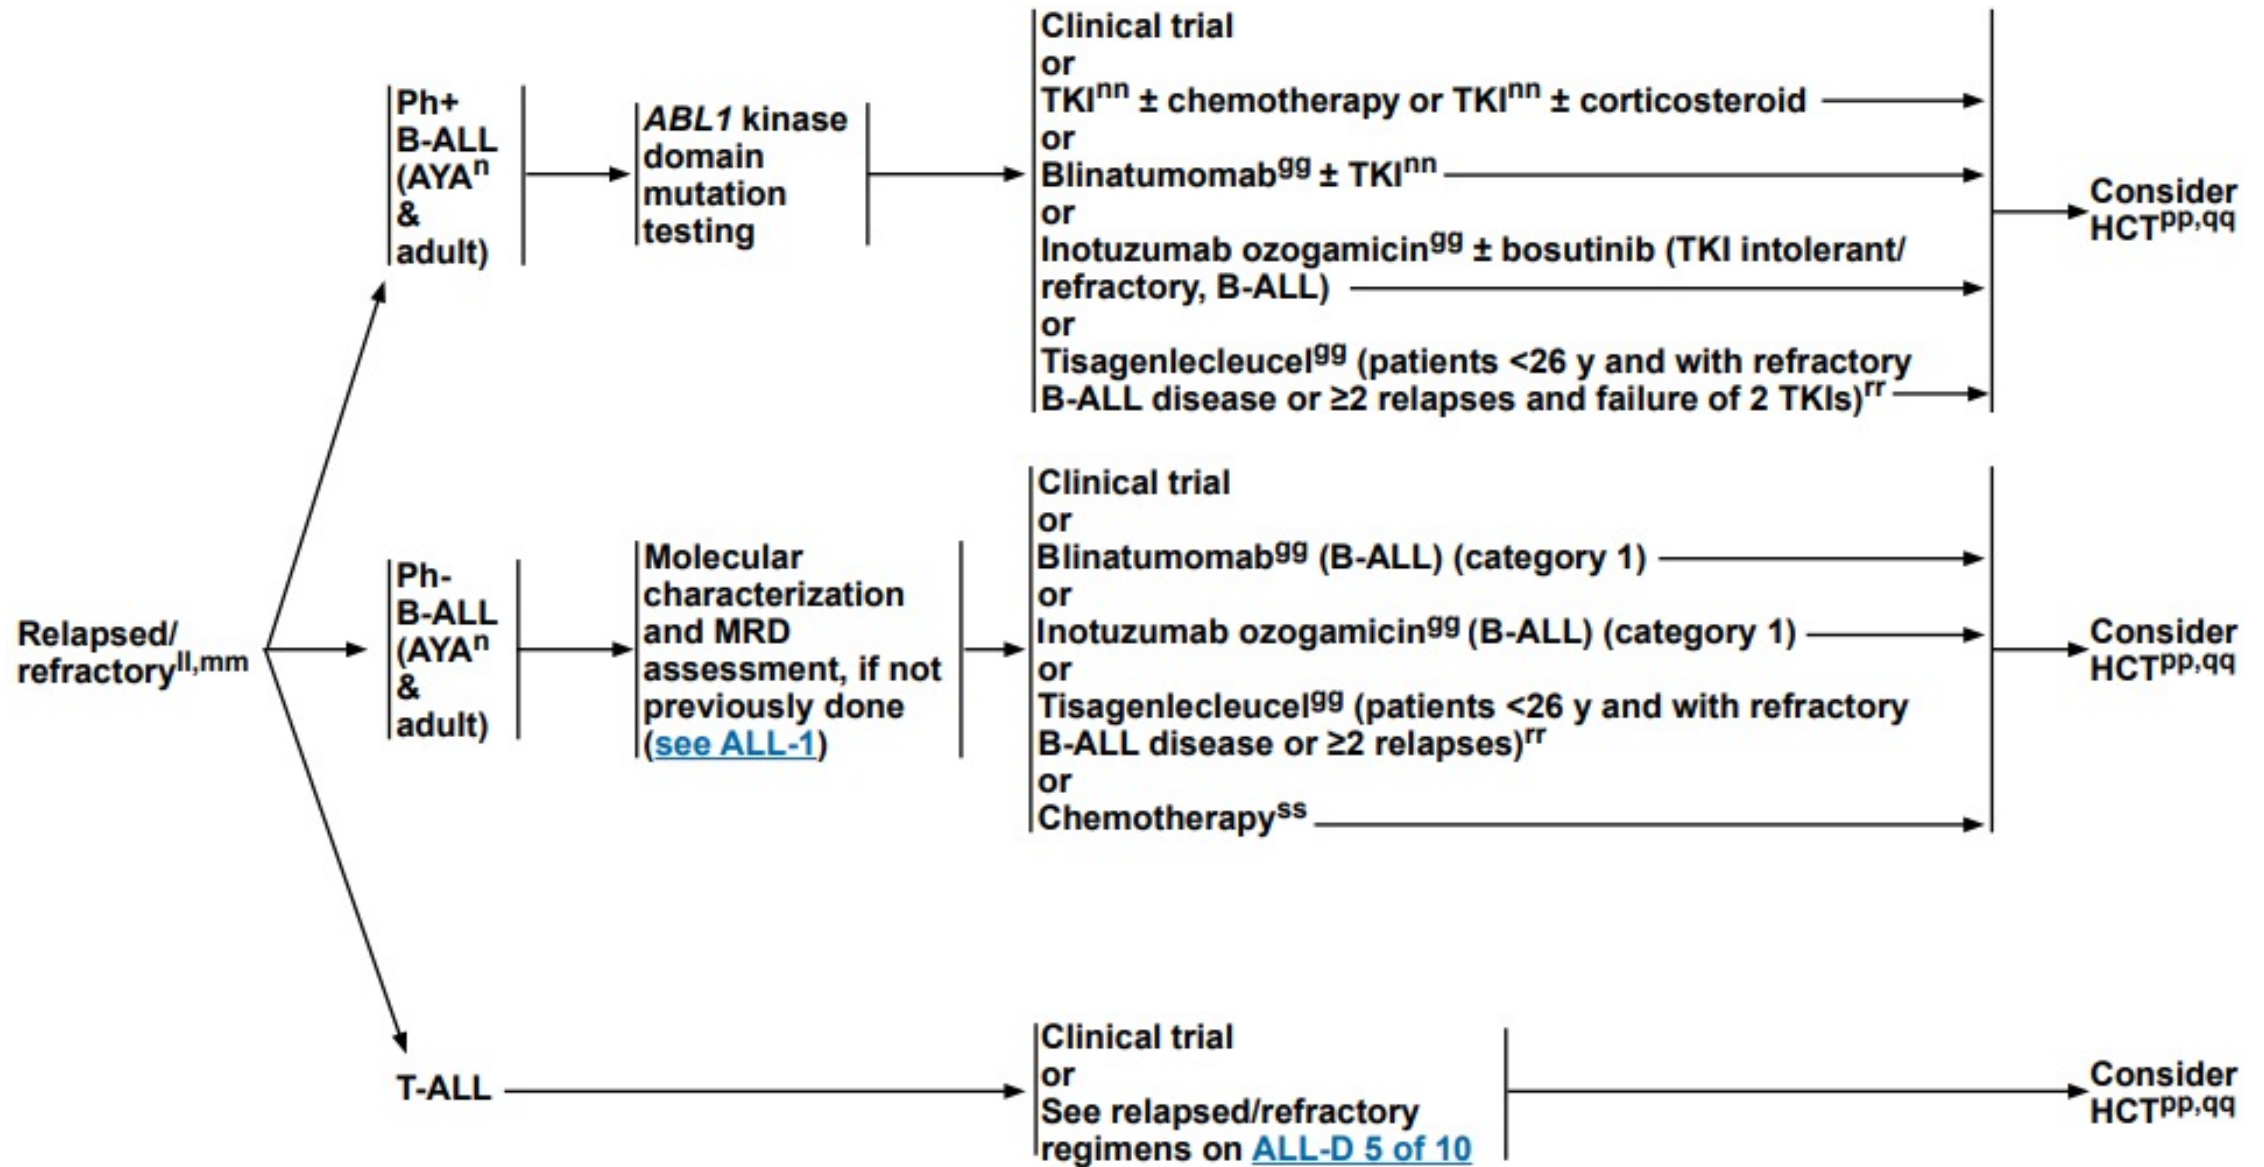 Relapsed/
refractoryll,mm
Ph+
B-ALL
(AYAn
&
adult)
ABL1 kinase
domain
mutation
testing
Clinical trial
or
TKInn ± chemotherapy or TKInn ± corticosteroid
or
Blinatumomabgg ± TKInn
or
Inotuzumab ozogamicingg ± bosutinib (TKI intolerant/
refractory, B-ALL)
or
Tisagenlecleucelgg (patients <26 y and with refractory
B-ALL disease or ≥2 relapses and failure of 2 TKIs)rr
Consider
HCTpp,qq
Ph-
B-ALL
(AYAn
&
adult)
Molecular
characterization
and MRD
assessment, if not
previously done
(see ALL-1)
Clinical trial
or
Blinatumomabgg (B-ALL) (category 1)
or
Inotuzumab ozogamicingg (B-ALL) (category 1)
or
Tisagenlecleucelgg (patients <26 y and with refractory
B-ALL disease or ≥2 relapses)rr
or
Chemotherapyss
Consider
HCTpp,qq
T-ALL
Clinical trial
or
See relapsed/refractory
regimens on ALL-D 5 of 10
Consider
HCTpp,qq